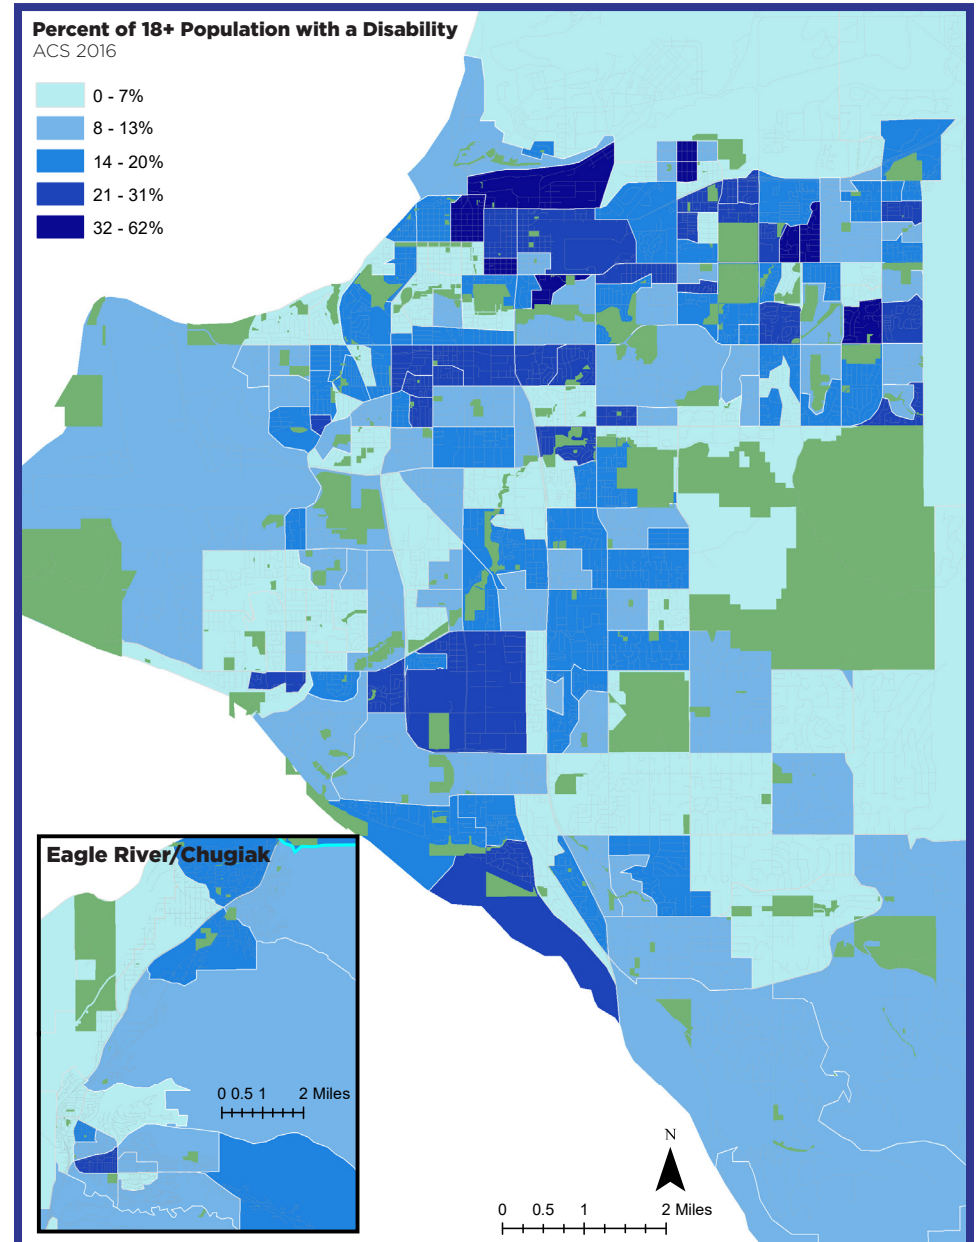 Percent of 18+ Population with a Disability
ACS 2016
0 - 7%
8 - 13%
14 - 20%
21 - 31%
32 - 62%
Eagle River/Chugiak
0 0.5 1 2 Miles
N
0 0.5 1 2 Miles